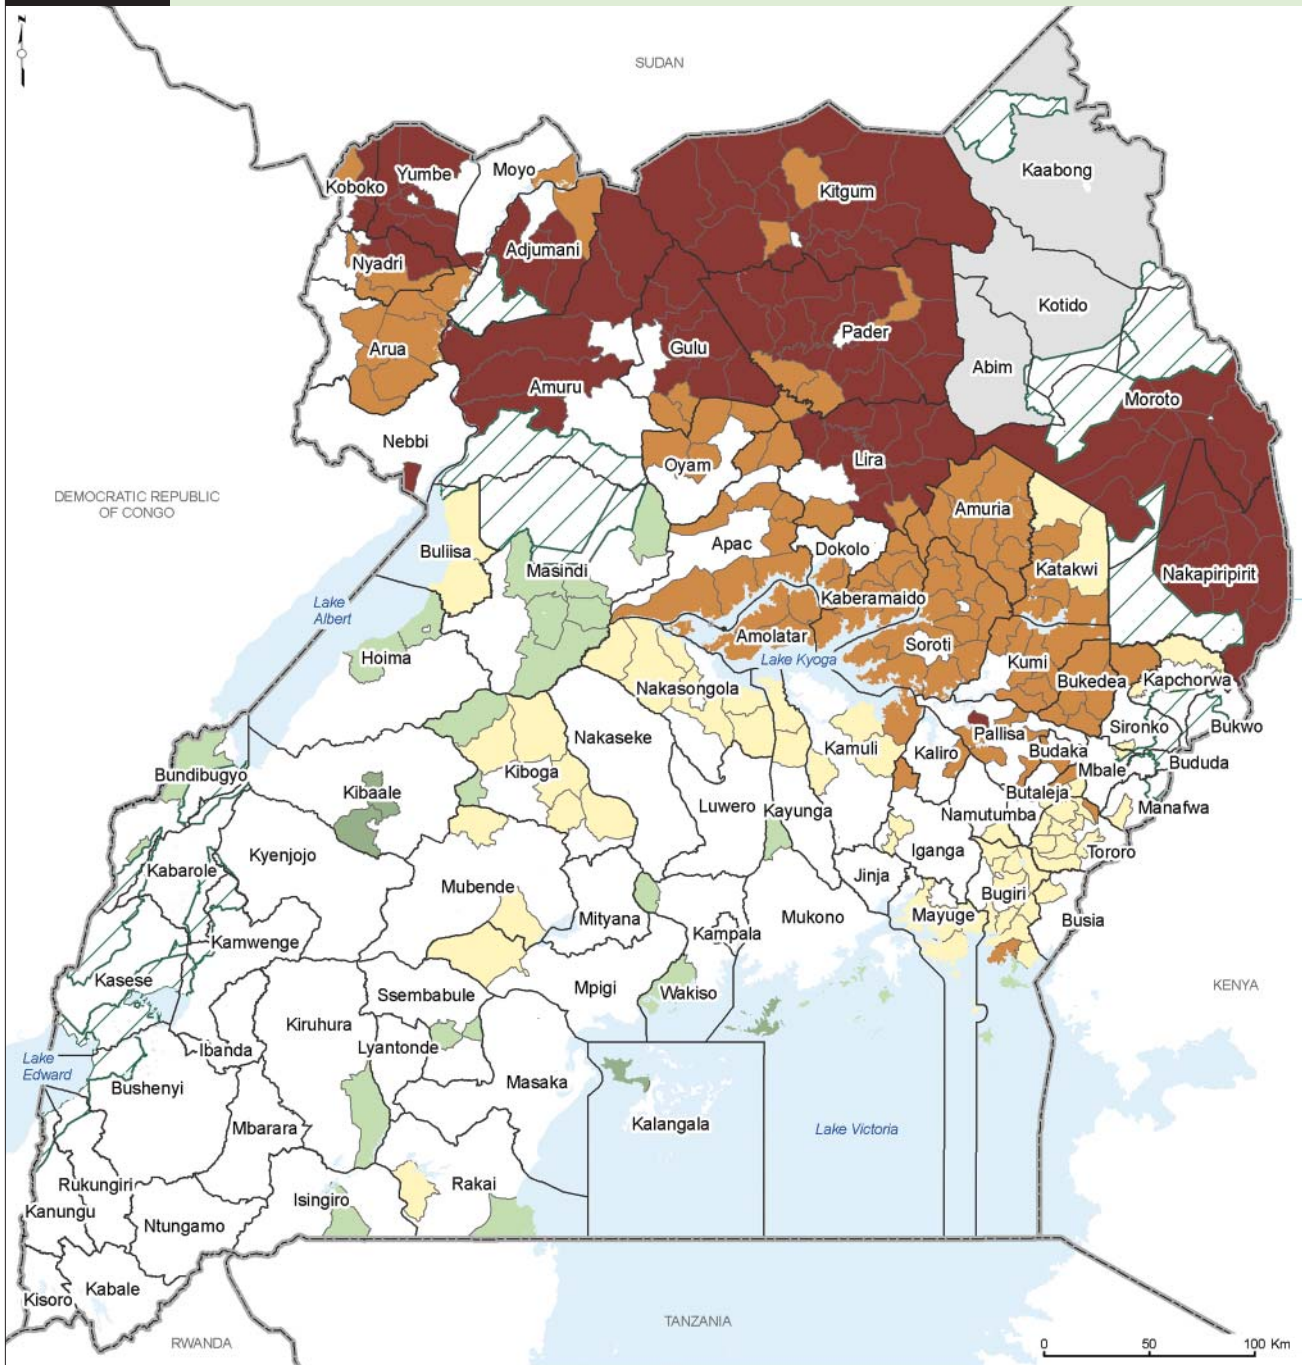 N
SUDAN
Kaabong
Moyo
Yumbe
Koboko
Kitgum
Adjumani
Nyadri
Kotido
Pader
Arua
Gulu
Abim
Amuru
Moroto
Nebbi
Lira
Oyam
DEMOCRATIC REPUBLIC
OF CONGO
Amuria
Apac
Dokolo
Buliisa
Masindi
Katakwi
Nakapiripirit
Kaberamaido
Lake
Albert
Amolatar
Soroti
Lake Kyoga
Hoima
Kumi
Bukedea
Kapchorwa
Nakasongola
Sironko
Bukwo
Nakaseke
Kamuli
Kaliro
Pallisa
Budaka
Bududa
Mbale
Bundibugyo
Kiboga
Kibaale
Butaleja
Manafwa
Luwero
Kayunga
Namutumba
Kyenjojo
Iganga
Tororo
Kabarole
Jinja
Mubende
Bugiri
Mityana
Mukono
Mayuge
Busia
Kampala
Kamwenge
Kasese
KENYA
Mpigi
Wakiso
Ssembabule
Kiruhura
Lyantonde
Ibanda
Lake
Edward
Bushenyi
Masaka
Kalangala
Lake Victoria
Mbarara
Rukungiri
Rakai
Isingiro
Kanungu
Ntungamo
Kabale
Kisoro
TANZANIA
RWANDA
0 50 100 Km